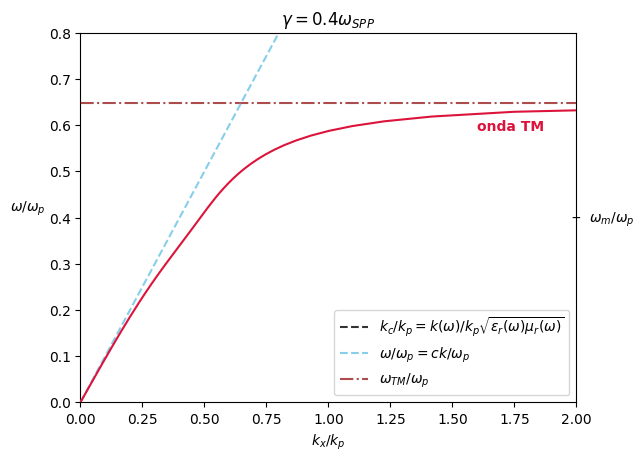 γ = 0.4ω_SPP
0.8
0.7
0.6
0.5
0.4
0.3
0.2
0.1
0.0
ω/ω_p
onda TM
ω_m/ω_p
k_c/k_p = k(ω)/k_p√(ε_r(ω)μ_r(ω))
ω/ω_p = ck/ω_p
ω_TM/ω_p
0.00 0.25 0.50 0.75 1.00 1.25 1.50 1.75 2.00
k_x/k_p